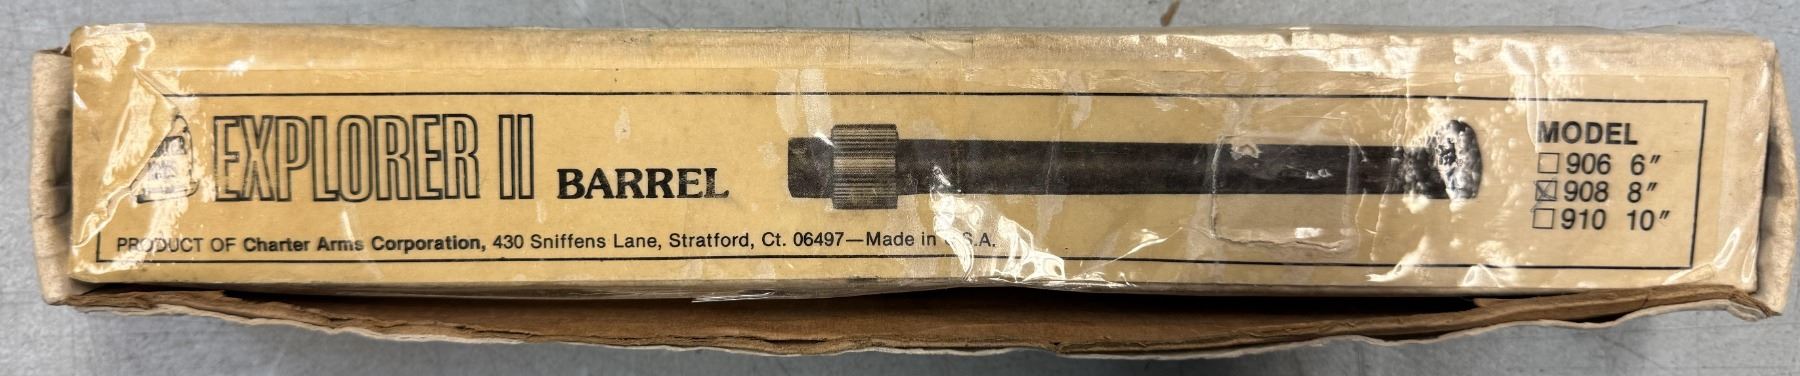 EXPLORER II BARREL
PRODUCT OF Charter Arms Corporation, 430 Sniffens Lane, Stratford, Ct. 06497—Made in U.S.A.
MODEL
906 6″
908 8″
910 10″